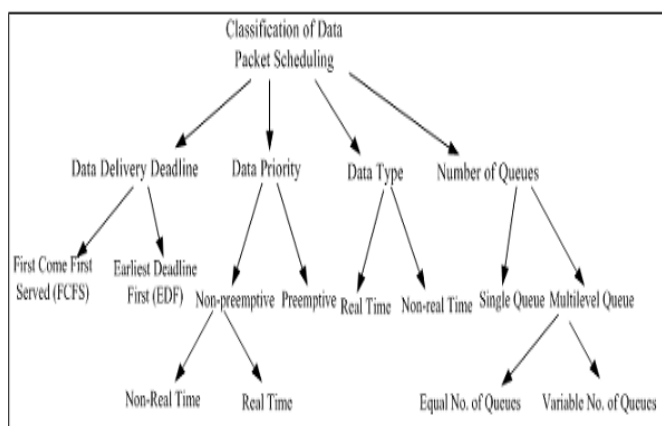 Classification of Data
Packet Scheduling
Data Delivery Deadline
Data Priority
Data Type
Number of Queues
First Come First
Served (FCFS)
Earliest Deadline
First (EDF)
Non-preemptive
Preemptive
Real Time
Non-real Time
Single Queue
Multilevel Queue
Non-Real Time
Real Time
Equal No. of Queues
Variable No. of Queues